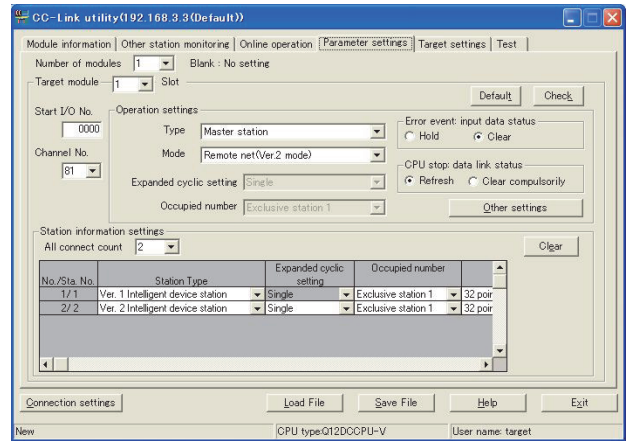 CC-Link utility(192.168.3.3(Default))
Module information Other station monitoring Online operation Parameter settings Target settings Test
Number of modules 1 Blank : No setting
Target module 1 Slot
Default Check
Start I/O No. 0000
Channel No. 81
Operation settings
Type Master station
Mode Remote net(Ver.2 mode)
Expanded cyclic setting Single
Occupied number Exclusive station 1
Error event: input data status
Hold Clear
CPU stop: data link status
Refresh Clear compulsorily
Other settings
Station information settings
All connect count 2
Clear
No./Sta. No. Station Type Expanded cyclic setting Occupied number
1/ 1 Ver. 1 Intelligent device station Single Exclusive station 1 32 poir
2/ 2 Ver. 2 Intelligent device station Single Exclusive station 1 32 poir
Connection settings Load File Save File Help Exit
New CPU type:Q12DCCPU-V User name: target